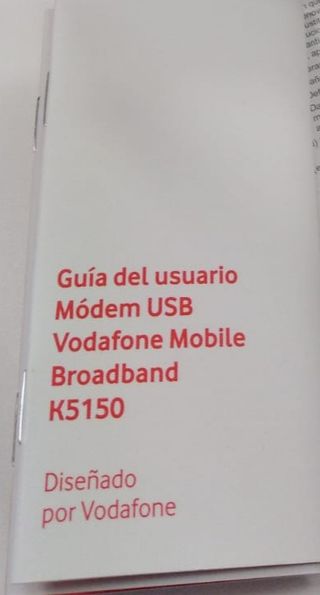 Guía del usuario
Módem USB
Vodafone Mobile
Broadband
K5150
Diseñado
por Vodafone